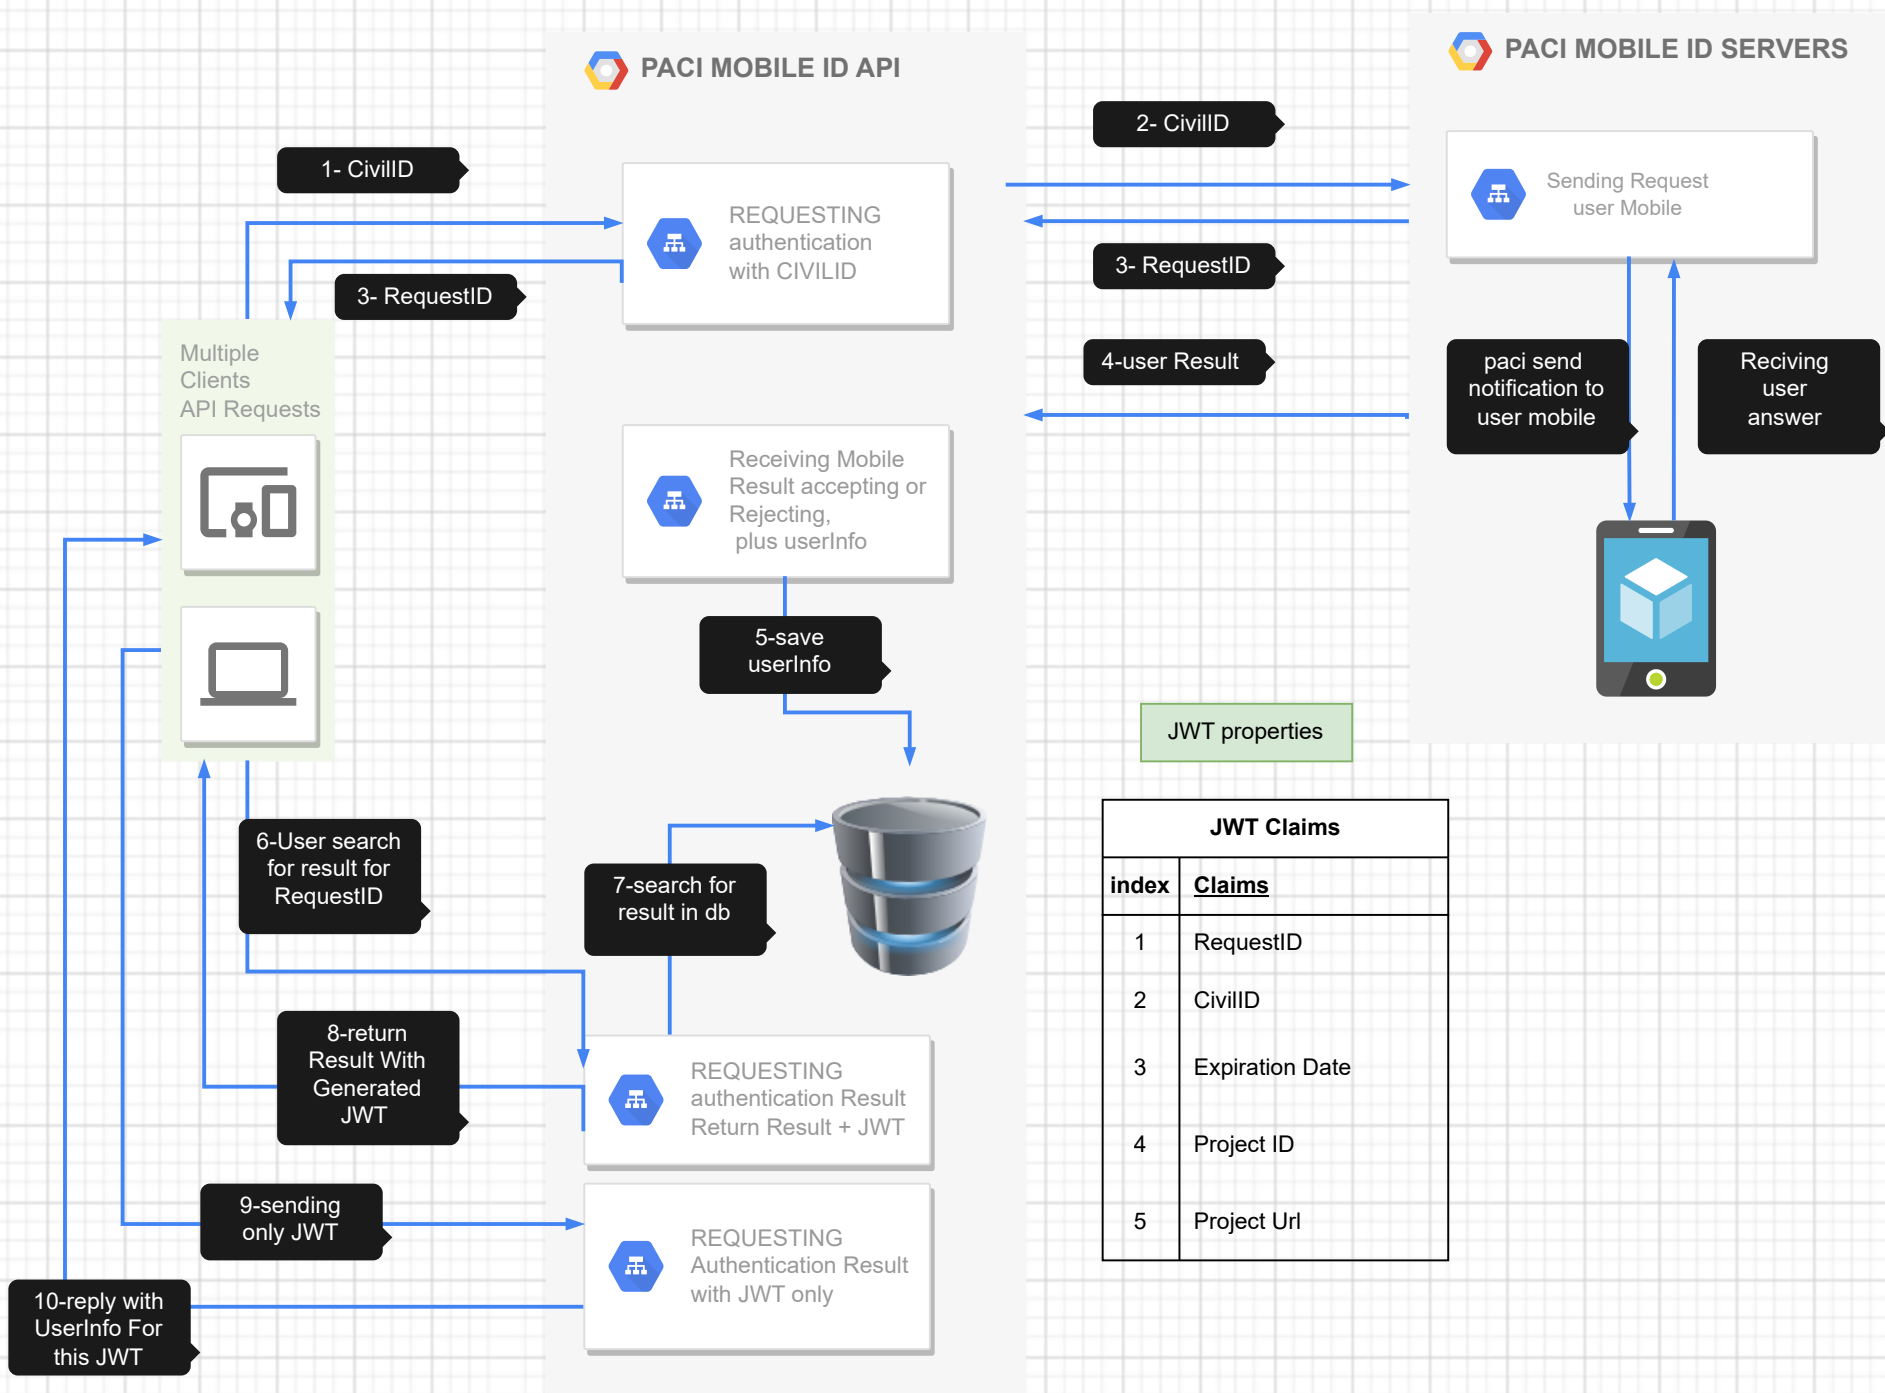 PACI MOBILE ID API
PACI MOBILE ID SERVERS
1- CivilID
2- CivilID
REQUESTING
authentication
with CIVILID
Sending Request
user Mobile
3- RequestID
3- RequestID
4-user Result
paci send
notification to
user mobile
Reciving
user
answer
Multiple
Clients
API Requests
Receiving Mobile
Result accepting or
Rejecting,
plus userInfo
5-save
userInfo
JWT properties
6-User search
for result for
RequestID
7-search for
result in db
JWT Claims
index Claims
1 RequestID
2 CivilID
3 Expiration Date
4 Project ID
5 Project Url
8-return
Result With
Generated
JWT
REQUESTING
authentication Result
Return Result + JWT
9-sending
only JWT
REQUESTING
Authentication Result
with JWT only
10-reply with
UserInfo For
this JWT